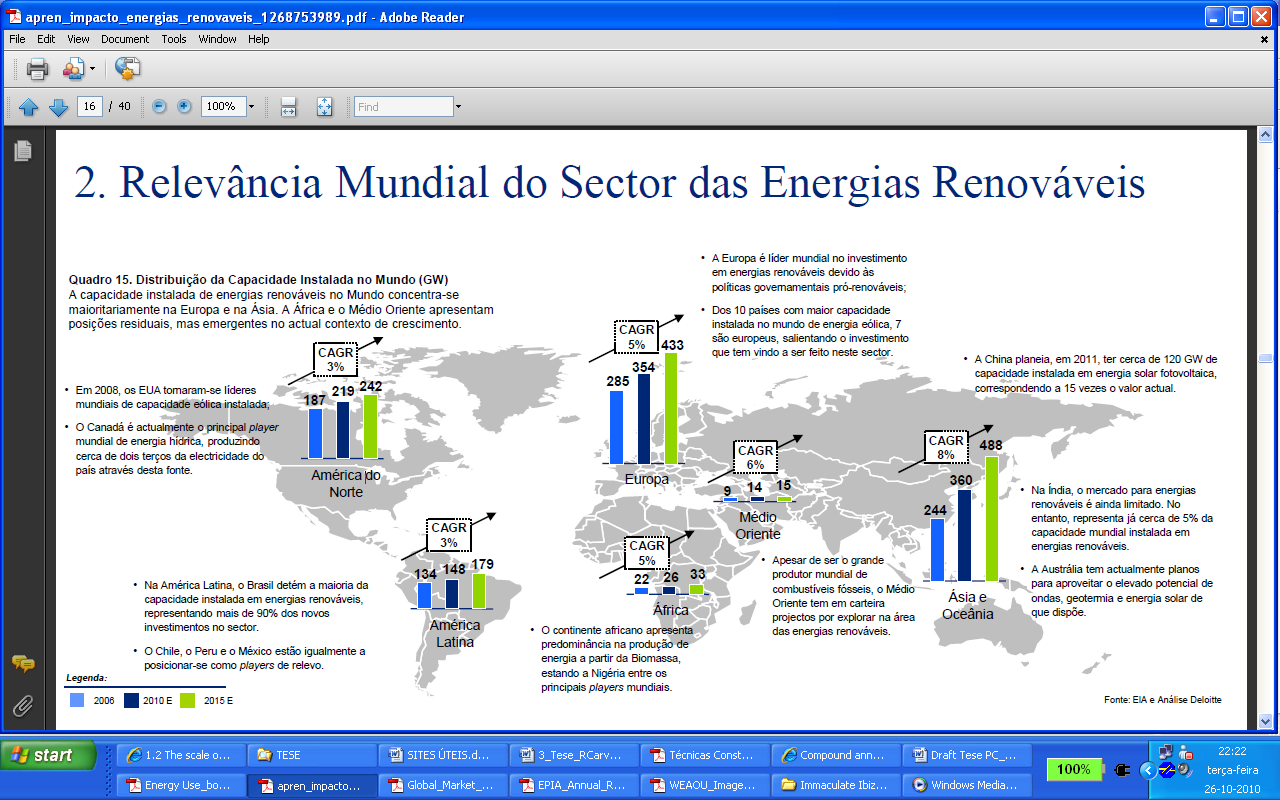 apren_impacto_energias_renovaveis_1268753989.pdf - Adobe Reader
File Edit View Document Tools Window Help
16 / 40 100% Find
2. Relevância Mundial do Sector das Energias Renováveis
Quadro 15. Distribuição da Capacidade Instalada no Mundo (GW)
A capacidade instalada de energias renováveis no Mundo concentra-se
maioritariamente na Europa e na Ásia. A África e o Médio Oriente apresentam
posições residuais, mas emergentes no actual contexto de crescimento.
• A Europa é líder mundial no investimento
em energias renováveis devido às
políticas governamentais pró-renováveis;
• Dos 10 países com maior capacidade
instalada no mundo de energia eólica, 7
são europeus, salientando o investimento
que tem vindo a ser feito neste sector.
• A China planeia, em 2011, ter cerca de 120 GW de
capacidade instalada em energia solar fotovoltaica,
correspondendo a 15 vezes o valor actual.
• Em 2008, os EUA tomaram-se líderes
mundiais de capacidade eólica instalada;
• O Canadá é actualmente o principal player
mundial de energia hídrica, produzindo
cerca de dois terços da electricidade do
país através desta fonte.
CAGR
3%
187 219 242
América do
Norte
CAGR
5%
285 354 433
Europa
CAGR
6%
9 14 15
Médio
Oriente
CAGR
8%
244 360 488
Ásia e
Oceânia
• Na Índia, o mercado para energias
renováveis é ainda limitado. No
entanto, representa já cerca de 5% da
capacidade mundial instalada em
energias renováveis.
• A Austrália tem actualmente planos
para aproveitar o elevado potencial de
ondas, geotermia e energia solar de
que dispõe.
CAGR
3%
134 148 179
América
Latina
CAGR
5%
22 26 33
África
• Apesar de ser o grande
produtor mundial de
combustíveis fósseis, o Médio
Oriente tem em carteira
projectos por explorar na área
das energias renováveis.
• Na América Latina, o Brasil detém a maioria da
capacidade instalada em energias renováveis,
representando mais de 90% dos novos
investimentos no sector.
• O Chile, o Peru e o México estão igualmente a
posicionar-se como players de relevo.
• O continente africano apresenta
predominância na produção de
energia a partir da Biomassa,
estando a Nigéria entre os
principais players mundiais.
Legenda:
2006 2010 E 2015 E
Fonte: EIA e Análise Deloitte
start
1.2 The scale o... TESE SITES ÚTEIS.d... 3_Tese_RCarv... Técnicas Const... Compound ann... Draft Tese PC_...
Energy Use_bo... apren_impacto... Global_Market_... EPIA_Annual_R... WEAOU_Image... Immaculate Ibiz... Windows Media...
100%
22:22
terça-feira
26-10-2010